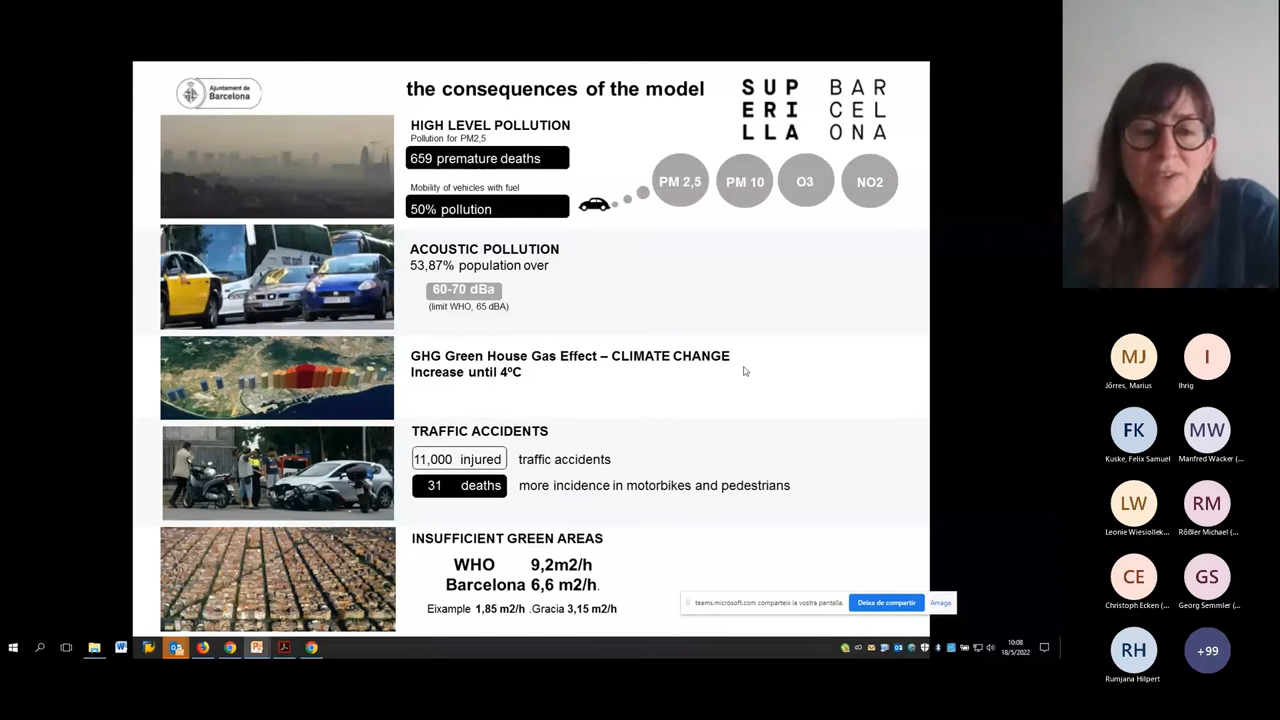 Ajuntament de
Barcelona
the consequences of the model
SUP BAR
ERI CEL
LLA ONA
HIGH LEVEL POLLUTION
Pollution for PM2,5
659 premature deaths
Mobility of vehicles with fuel
50% pollution
PM 2,5 PM 10 O3 NO2
ACOUSTIC POLLUTION
53,87% population over
60-70 dBa
(limit WHO, 65 dBA)
GHG Green House Gas Effect – CLIMATE CHANGE
Increase until 4ºC
TRAFFIC ACCIDENTS
11,000 injured traffic accidents
31 deaths more incidence in motorbikes and pedestrians
INSUFFICIENT GREEN AREAS
WHO 9,2m2/h
Barcelona 6,6 m2/h.
Eixample 1,85 m2/h .Gracia 3,15 m2/h
teams.microsoft.com comparteix la vostra pantalla. Deixa de compartir Amaga
10:08
18/5/2022
MJ I
Jörres, Marius Ihrig
FK MW
Kuske, Felix Samuel Manfred Wacker (...
LW RM
Leonie Wiesiollek... Rößler Michael (...
CE GS
Christoph Ecken (... Georg Semmler (...
RH +99
Rumjana Hilpert